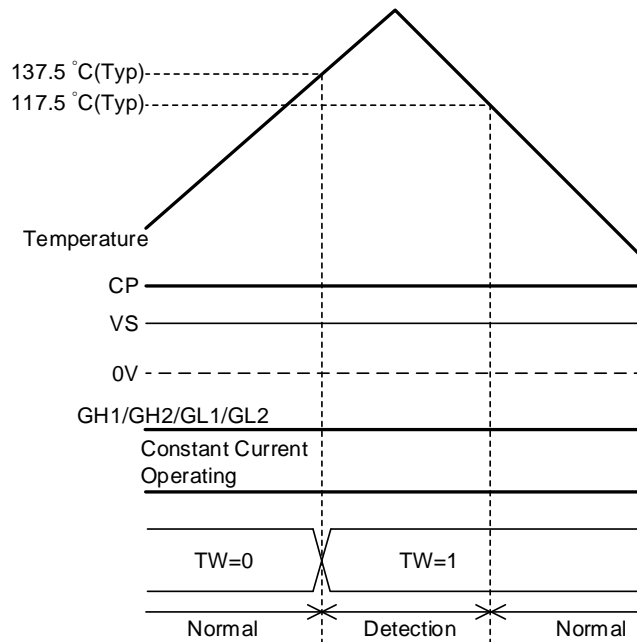 137.5 °C(Typ)
117.5 °C(Typ)
Temperature
CP
VS
0V
GH1/GH2/GL1/GL2
Constant Current
Operating
TW=0
TW=1
Normal
Detection
Normal